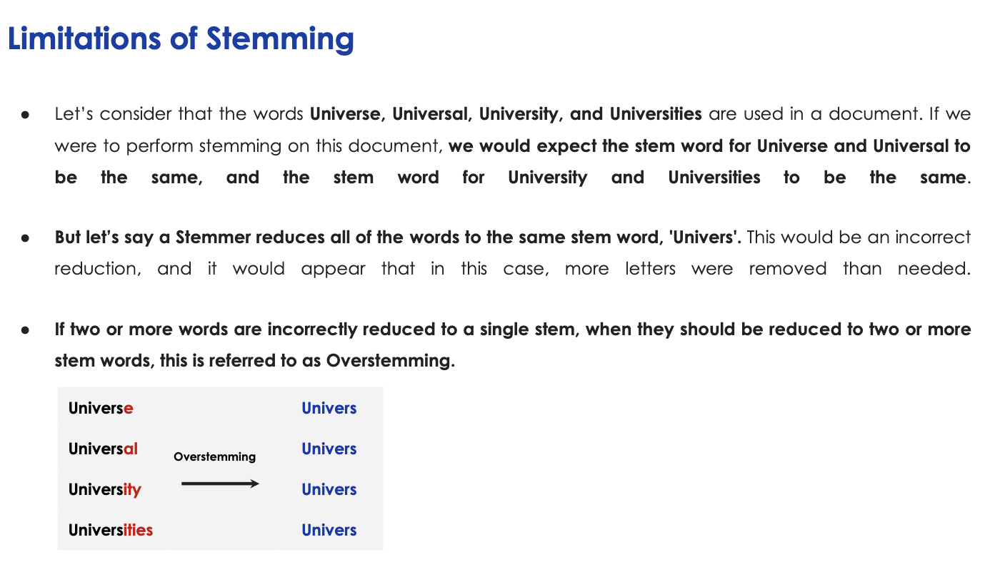 Limitations of Stemming
● Let’s consider that the words Universe, Universal, University, and Universities are used in a document. If we
were to perform stemming on this document, we would expect the stem word for Universe and Universal to
be the same, and the stem word for University and Universities to be the same.
● But let’s say a Stemmer reduces all of the words to the same stem word, 'Univers'. This would be an incorrect
reduction, and it would appear that in this case, more letters were removed than needed.
● If two or more words are incorrectly reduced to a single stem, when they should be reduced to two or more
stem words, this is referred to as Overstemming.
Universe Univers
Universal Univers
Overstemming
University Univers
Universities Univers